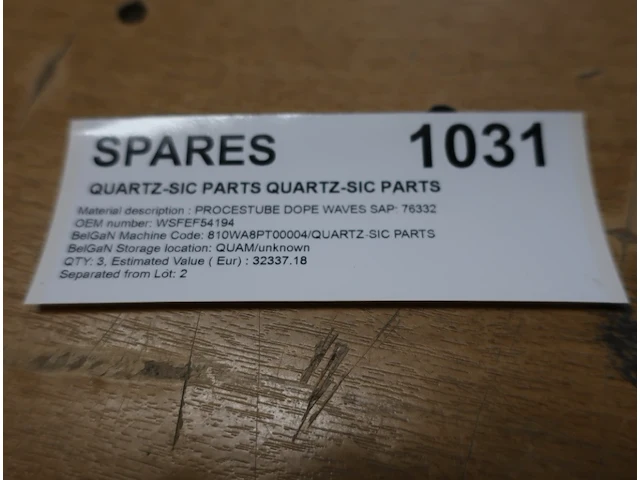 SPARES 1031
QUARTZ-SIC PARTS QUARTZ-SIC PARTS
Material description : PROCESTUBE DOPE WAVES SAP: 76332
OEM number: WSFEF54194
BelGaN Machine Code: 810WA8PT00004/QUARTZ-SIC PARTS
BelGaN Storage location: QUAM/unknown
QTY: 3, Estimated Value ( Eur) : 32337.18
Separated from Lot: 2